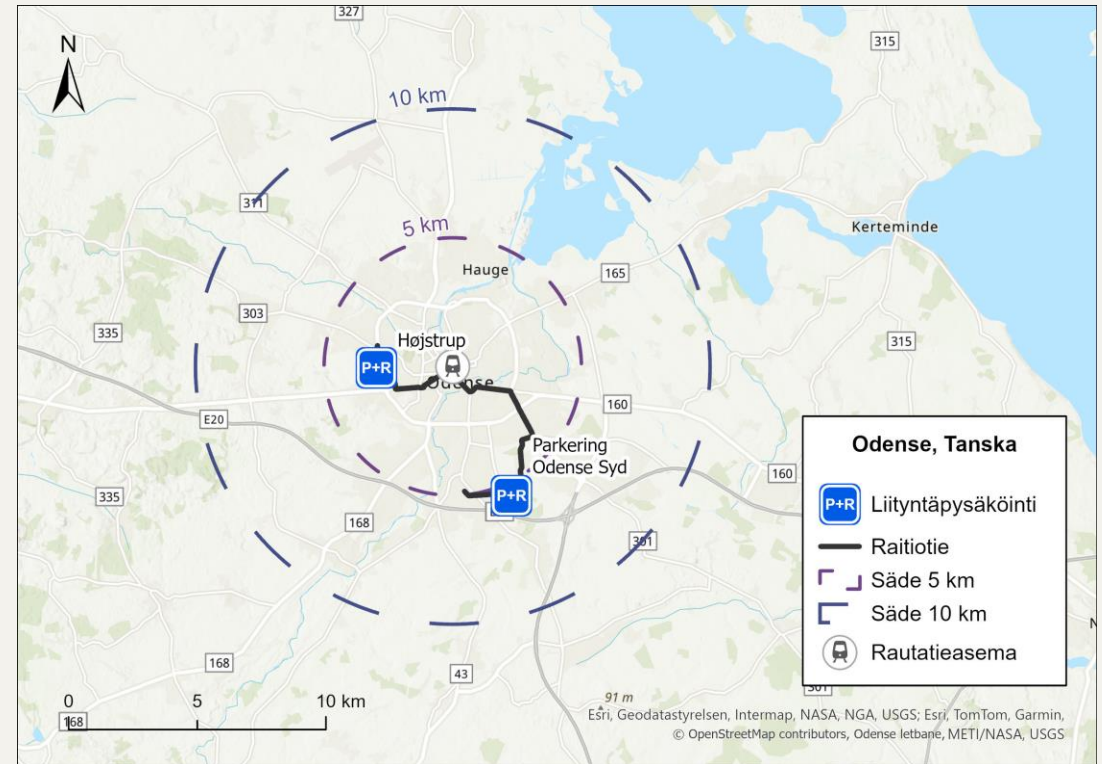 327
315
N
10 km
311
5 km
Kerteminde
Hauge
165
303
335
Højstrup
315
P+R
Odense
160
E20
Parkering
Odense Syd
160
335
P+R
168
301
168
43
91 m
0 5 10 km
168
301
N
Odense, Tanska
P+R Liityntäpysäköinti
Raitiotie
Säde 5 km
Säde 10 km
Rautatieasema
Esri, Geodatastyrelsen, Intermap, NASA, NGA, USGS; Esri, TomTom, Garmin,
© OpenStreetMap contributors, Odense letbane, METI/NASA, USGS